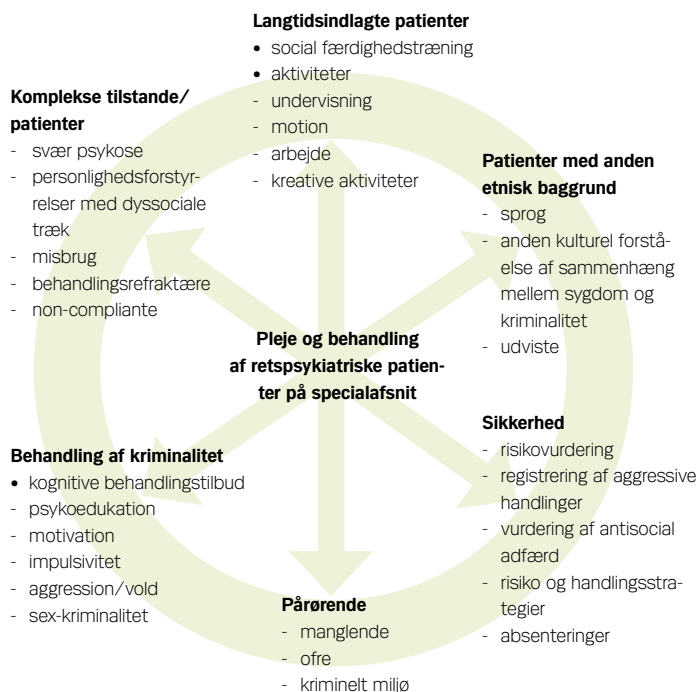 Langtidsindlagte patienter
• social færdighedstræning
• aktiviteter
- undervisning
- motion
- arbejde
- kreative aktiviteter
Komplekse tilstande/
patienter
- svær psykose
- personlighedsforstyr-
relser med dyssociale
træk
- misbrug
- behandlingsrefraktære
- non-compliante
Patienter med anden
etnisk baggrund
- sprog
- anden kulturel forstå-
else af sammenhæng
mellem sygdom og
kriminalitet
- udviste
Pleje og behandling
af retspsykiatriske patien-
ter på specialafsnit
Behandling af kriminalitet
• kognitive behandlingstilbud
- psykoedukation
- motivation
- impulsivitet
- aggression/vold
- sex-kriminalitet
Sikkerhed
- risikovurdering
- registrering af aggressive
handlinger
- vurdering af antisocial
adfærd
- risiko og handlingsstra-
tegier
- absenteringer
Pårørende
- manglende
- ofre
- kriminelt miljø